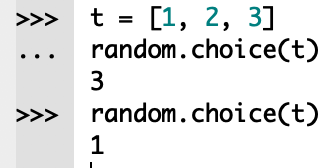 >>> t = [1, 2, 3]
... random.choice(t)
3
>>> random.choice(t)
1